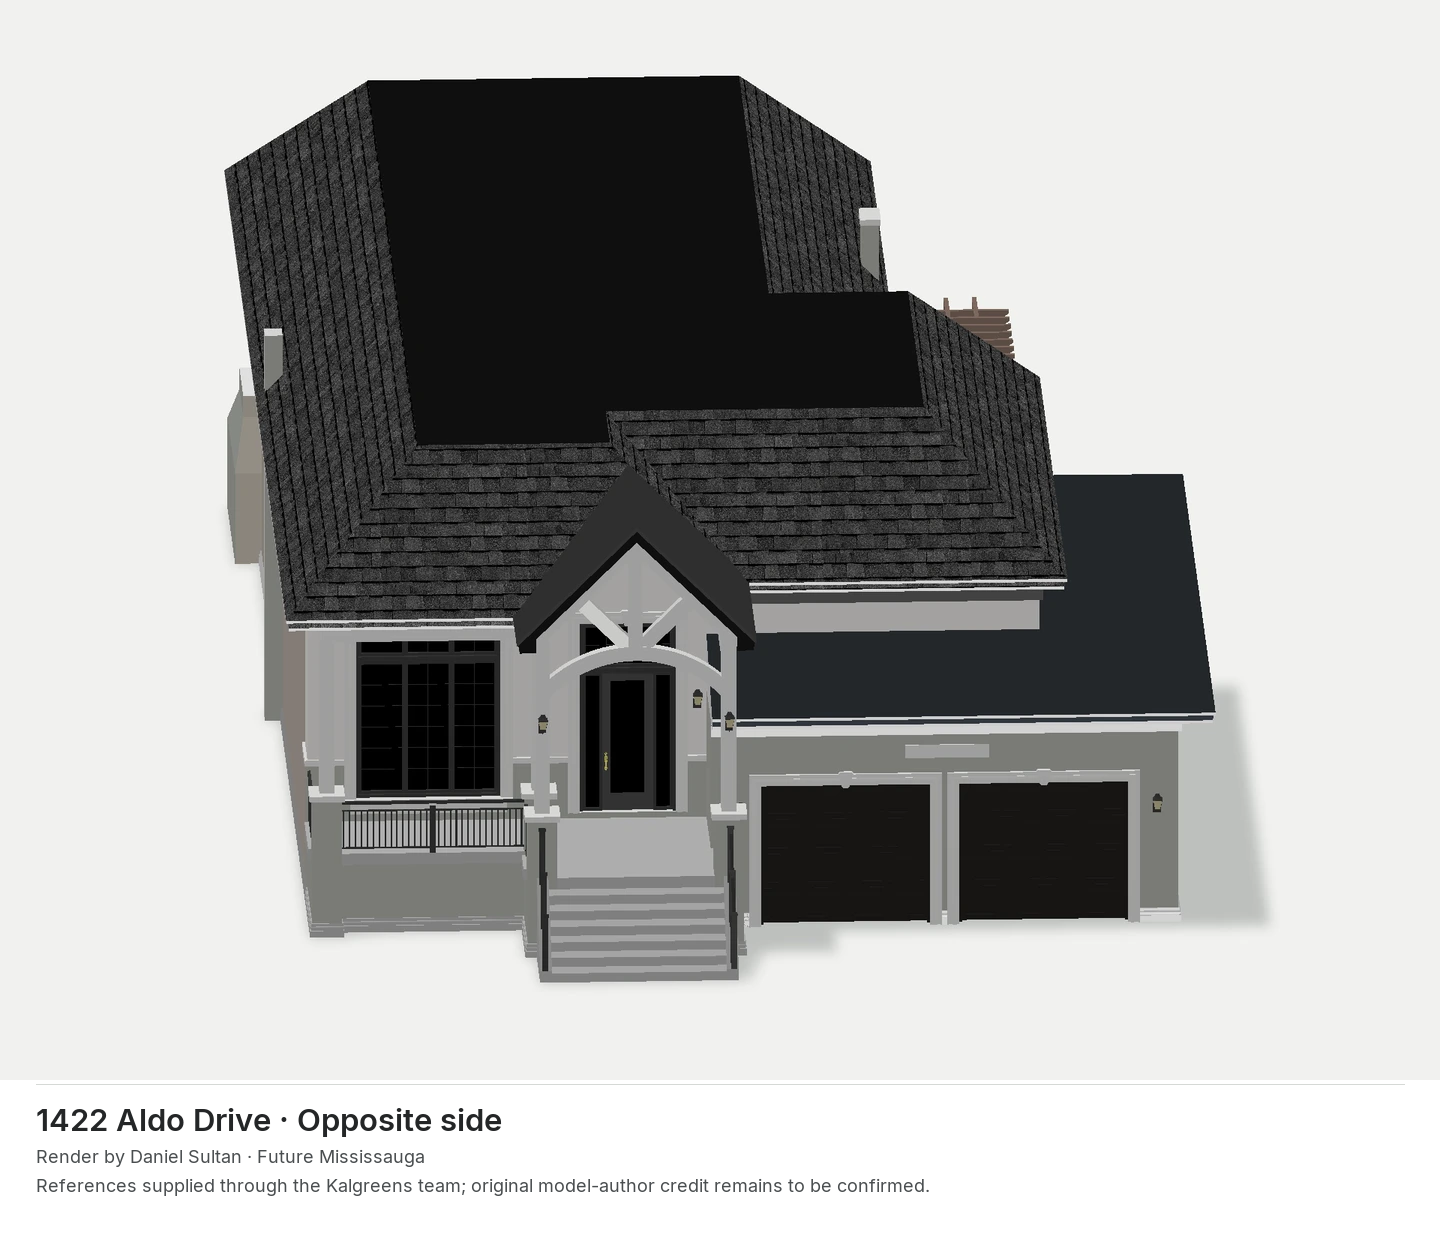 1422 Aldo Drive · Opposite side
Render by Daniel Sultan · Future Mississauga
References supplied through the Kalgreens team; original model-author credit remains to be confirmed.